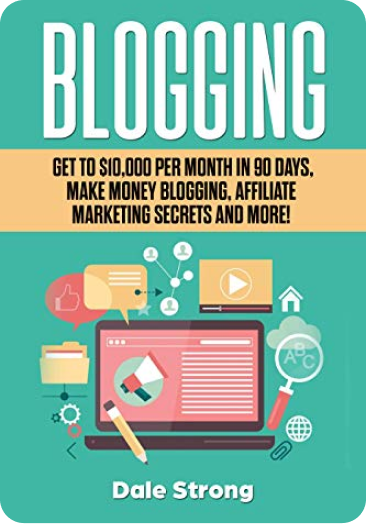 BLOGGING
GET TO $10,000 PER MONTH IN 90 DAYS,
MAKE MONEY BLOGGING, AFFILIATE
MARKETING SECRETS AND MORE!
ABC
Dale Strong